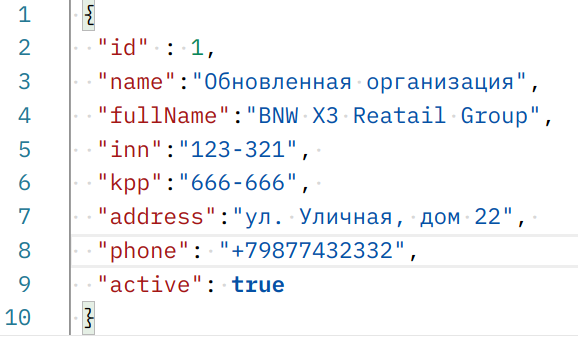 1 {
2 "id" : 1,
3 "name":"Обновленная организация",
4 "fullName":"BNW X3 Reatail Group",
5 "inn":"123-321",
6 "kpp":"666-666",
7 "address":"ул. Уличная, дом 22",
8 "phone": "+79877432332",
9 "active": true
10 }